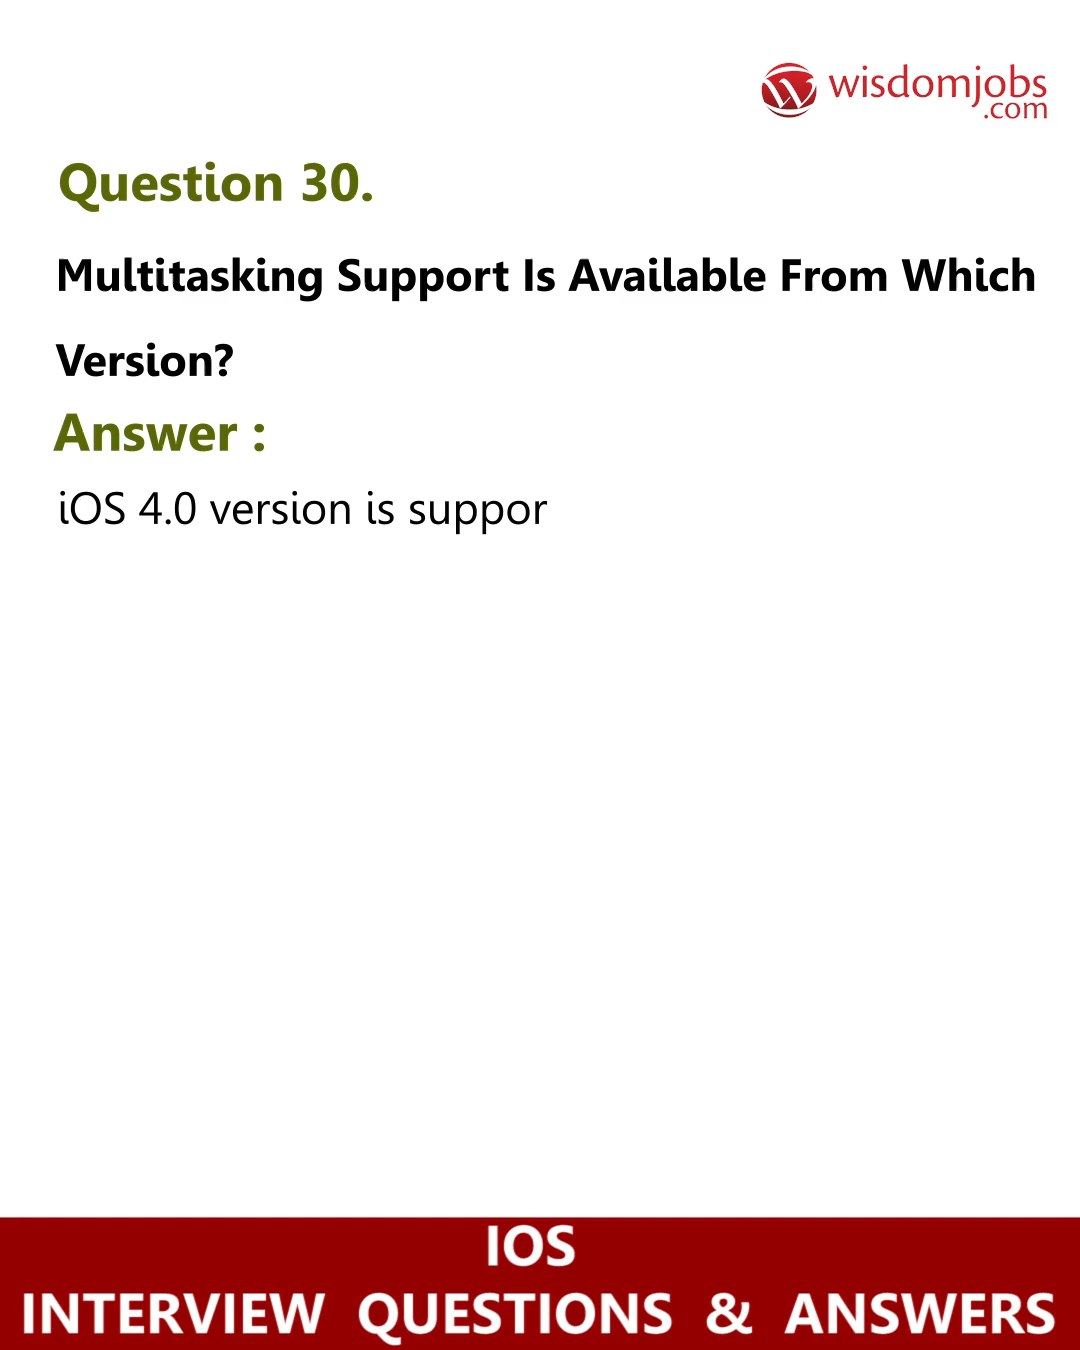 wisdomjobs
.com
Question 30.
Multitasking Support Is Available From Which
Version?
Answer :
iOS 4.0 version is suppor
IOS
INTERVIEW QUESTIONS & ANSWERS